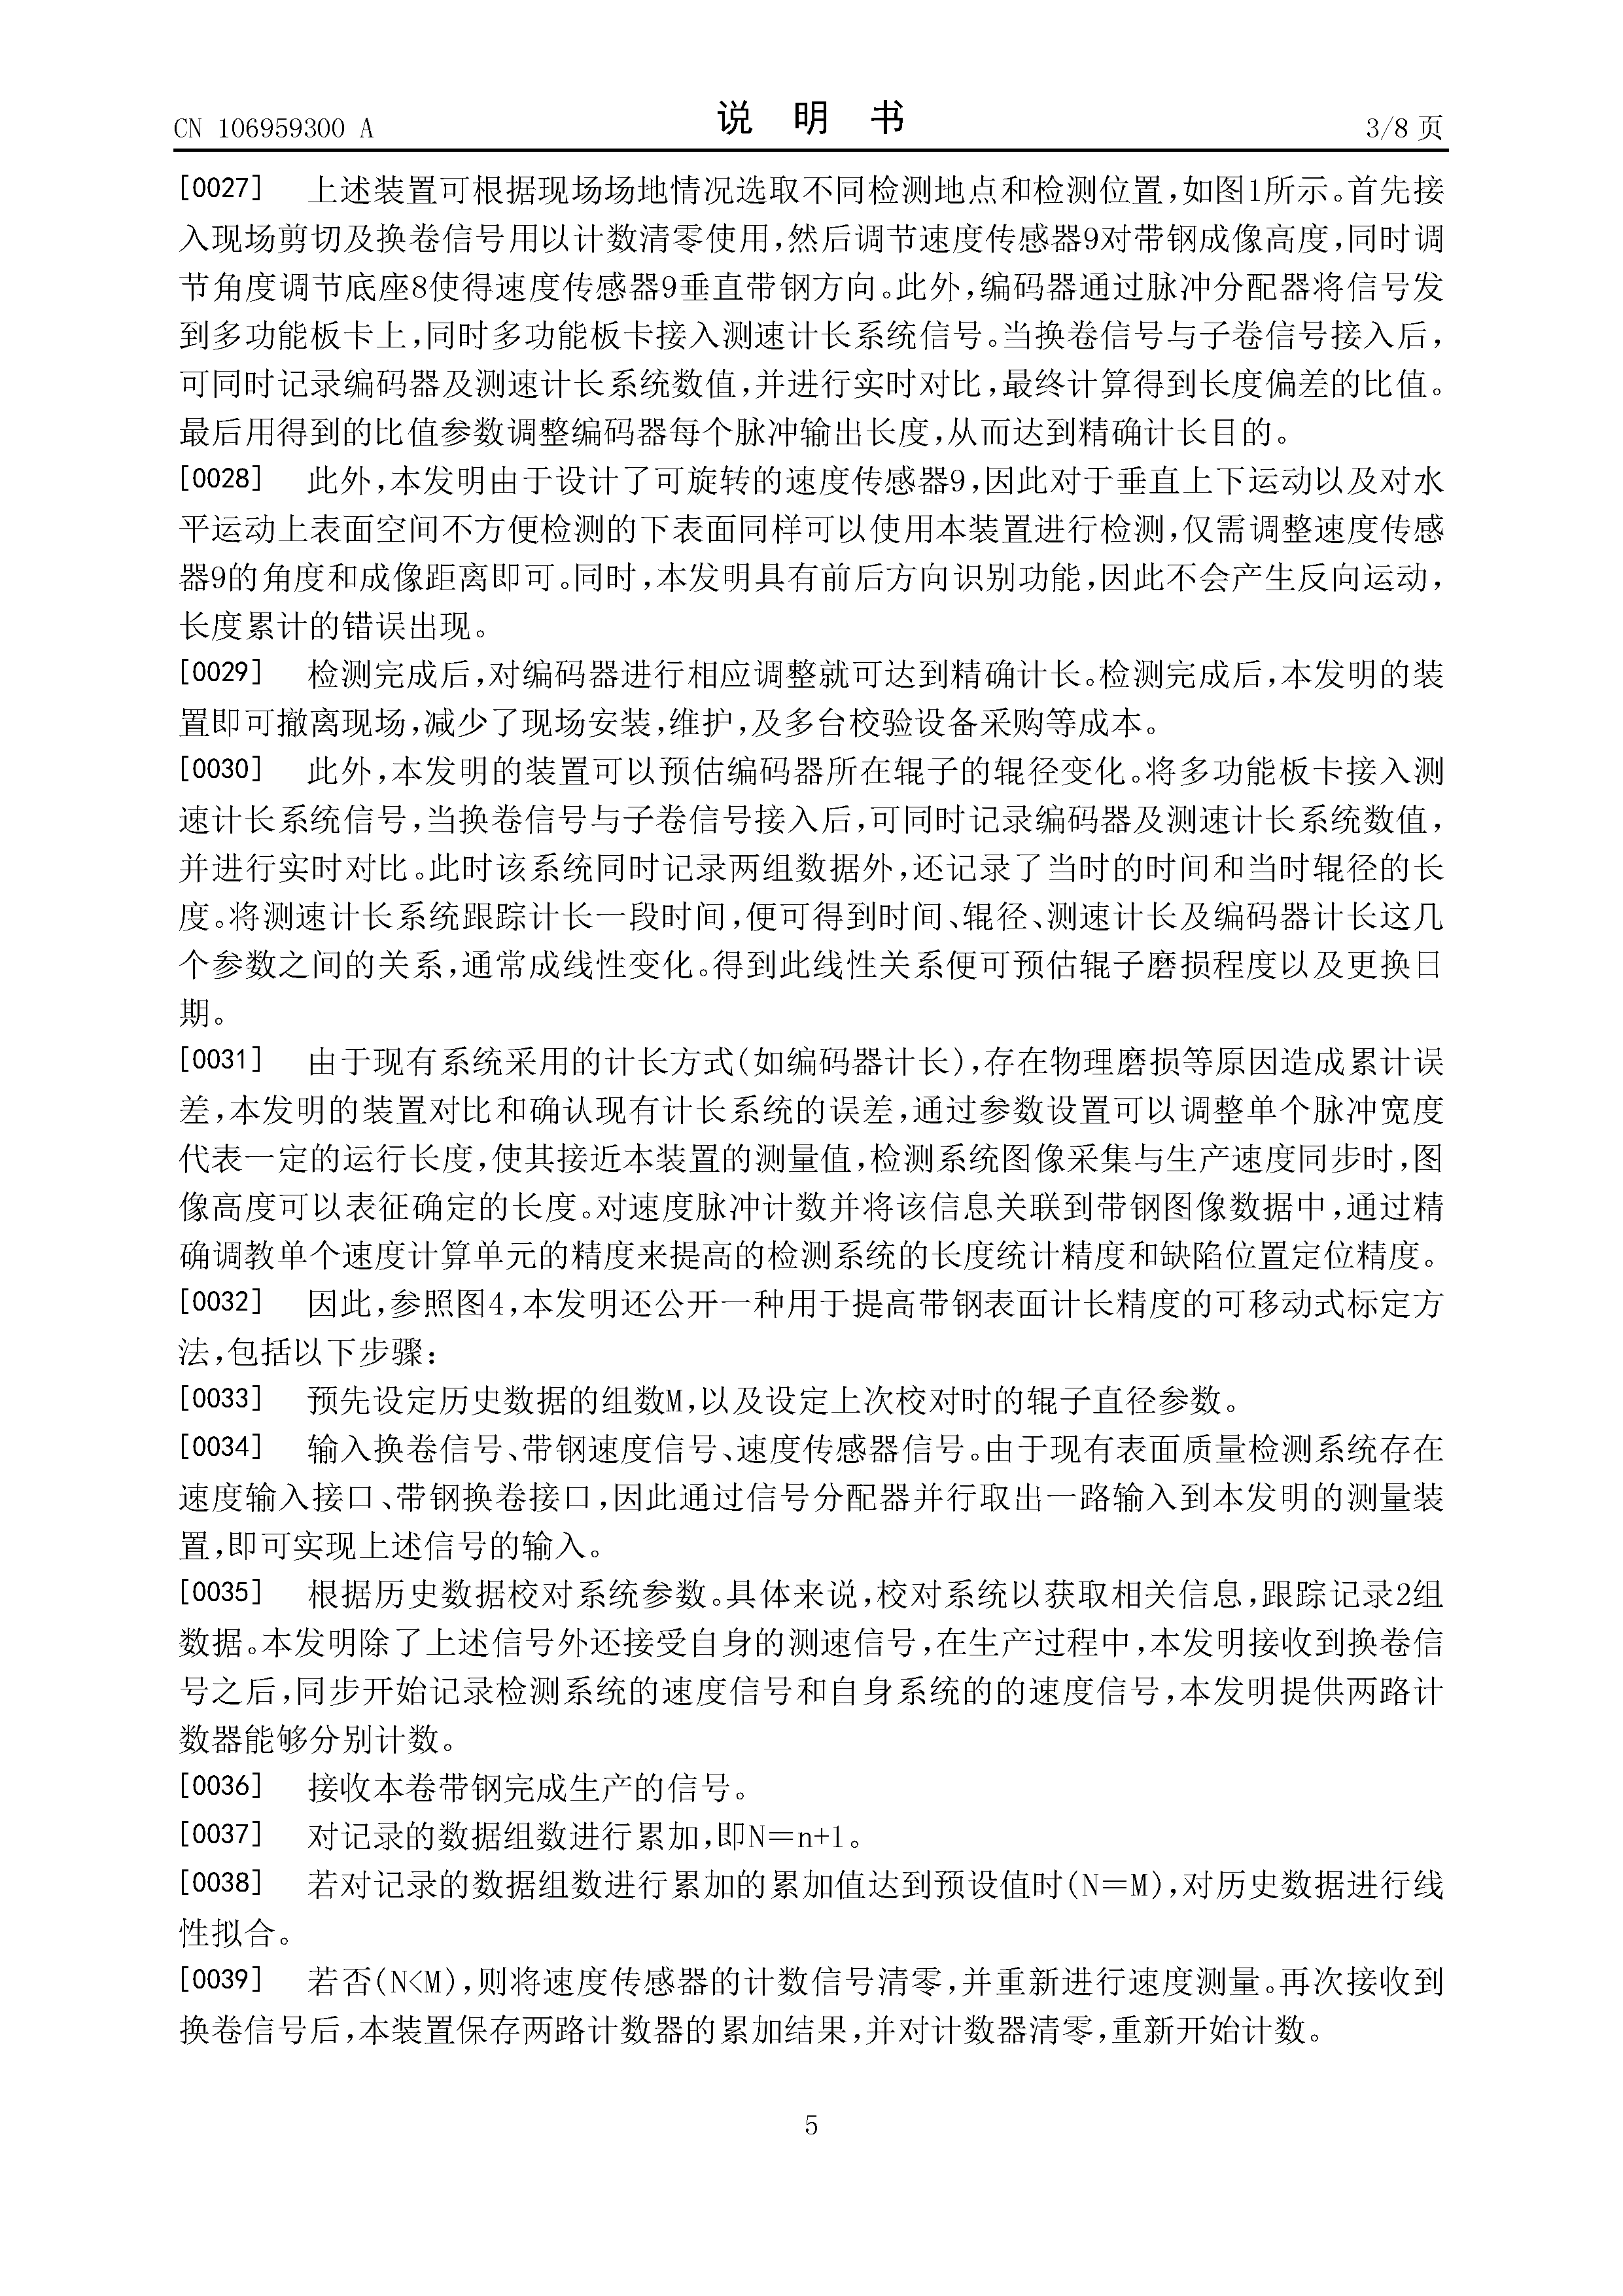 CN 106959300 A
说 明 书
3/8 页
[0027] 上述装置可根据现场场地情况选取不同检测地点和检测位置,如图1所示。首先接
入现场剪切及换卷信号用以计数清零使用,然后调节速度传感器9对带钢成像高度,同时调
节角度调节底座8使得速度传感器9垂直带钢方向。此外,编码器通过脉冲分配器将信号发
到多功能板卡上,同时多功能板卡接入测速计长系统信号。当换卷信号与子卷信号接入后,
可同时记录编码器及测速计长系统数值,并进行实时对比,最终计算得到长度偏差的比值。
最后用得到的比值参数调整编码器每个脉冲输出长度,从而达到精确计长目的。
[0028] 此外,本发明由于设计了可旋转的速度传感器9,因此对于垂直上下运动以及对水
平运动上表面空间不方便检测的下表面同样可以使用本装置进行检测,仅需调整速度传感
器9的角度和成像距离即可。同时,本发明具有前后方向识别功能,因此不会产生反向运动,
长度累计的错误出现。
[0029] 检测完成后,对编码器进行相应调整就可达到精确计长。检测完成后,本发明的装
置即可撤离现场,减少了现场安装,维护,及多台校验设备采购等成本。
[0030] 此外,本发明的装置可以预估编码器所在辊子的辊径变化。将多功能板卡接入测
速计长系统信号,当换卷信号与子卷信号接入后,可同时记录编码器及测速计长系统数值,
并进行实时对比。此时该系统同时记录两组数据外,还记录了当时的时间和当时辊径的长
度。将测速计长系统跟踪计长一段时间,便可得到时间、辊径、测速计长及编码器计长这几
个参数之间的关系,通常成线性变化。得到此线性关系便可预估辊子磨损程度以及更换日
期。
[0031] 由于现有系统采用的计长方式(如编码器计长),存在物理磨损等原因造成累计误
差,本发明的装置对比和确认现有计长系统的误差,通过参数设置可以调整单个脉冲宽度
代表一定的运行长度,使其接近本装置的测量值,检测系统图像采集与生产速度同步时,图
像高度可以表征确定的长度。对速度脉冲计数并将该信息关联到带钢图像数据中,通过精
确调教单个速度计算单元的精度来提高的检测系统的长度统计精度和缺陷位置定位精度。
[0032] 因此,参照图4,本发明还公开一种用于提高带钢表面计长精度的可移动式标定方
法,包括以下步骤:
[0033] 预先设定历史数据的组数M,以及设定上次校对时的辊子直径参数。
[0034] 输入换卷信号、带钢速度信号、速度传感器信号。由于现有表面质量检测系统存在
速度输入接口、带钢换卷接口,因此通过信号分配器并行取出一路输入到本发明的测量装
置,即可实现上述信号的输入。
[0035] 根据历史数据校对系统参数。具体来说,校对系统以获取相关信息,跟踪记录2组
数据。本发明除了上述信号外还接受自身的测速信号,在生产过程中,本发明接收到换卷信
号之后,同步开始记录检测系统的速度信号和自身系统的的速度信号,本发明提供两路计
数器能够分别计数。
[0036] 接收本卷带钢完成生产的信号。
[0037] 对记录的数据组数进行累加,即N=n+1。
[0038] 若对记录的数据组数进行累加的累加值达到预设值时(N=M),对历史数据进行线
性拟合。
[0039] 若否(N<M),则将速度传感器的计数信号清零,并重新进行速度测量。再次接收到
换卷信号后,本装置保存两路计数器的累加结果,并对计数器清零,重新开始计数。
5